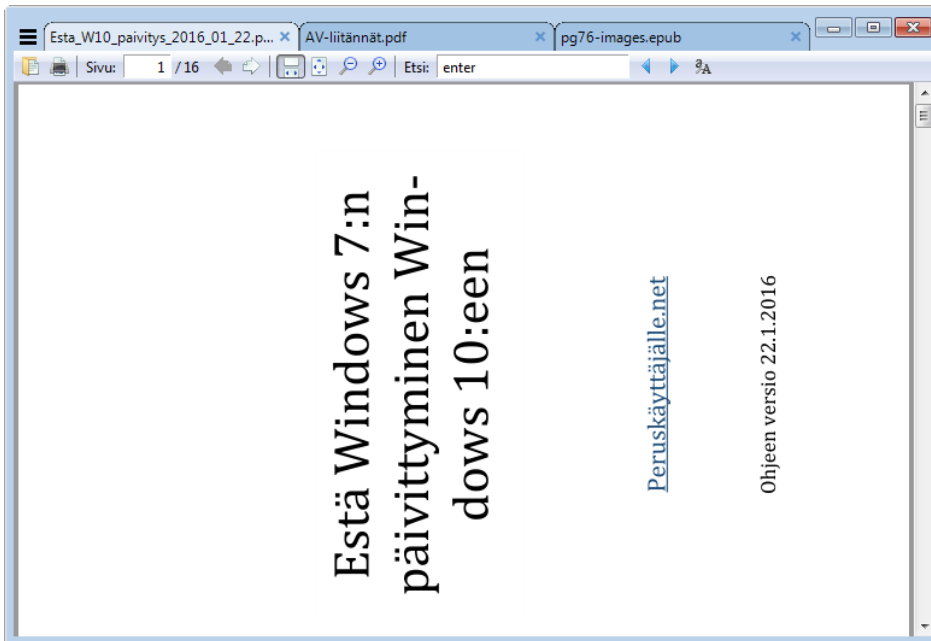 Esta_W10_paivitys_2016_01_22.p...
AV-liitännät.pdf
pg76-images.epub
Sivu: 1 / 16
Etsi: enter
Estä Windows 7:n
päivittyminen Win-
dows 10:een
Peruskäyttäjälle.net
Ohjeen versio 22.1.2016